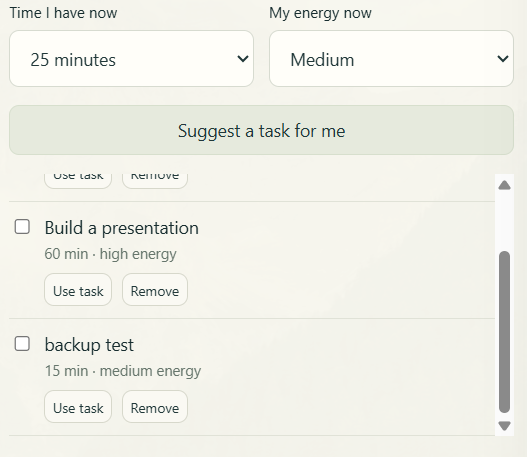 Time I have now
My energy now
25 minutes
Medium
Suggest a task for me
Use task
Remove
Build a presentation
60 min · high energy
Use task
Remove
backup test
15 min · medium energy
Use task
Remove